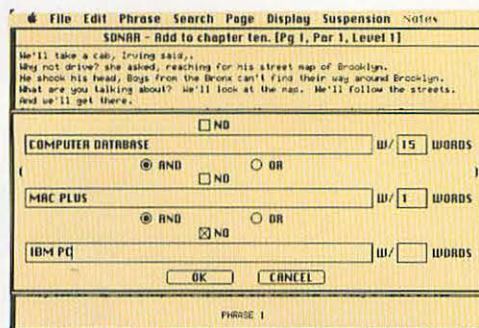 File Edit Phrase Search Page Display Suspension Notes
SONAR - Add to chapter ten. [Pg 1, Par 1, Level 1]
We'll take a cab, Irving said,.
Why not drive? she asked, reaching for his street map of Brooklyn.
He shook his head, Boys from the Bronx can't find their way around Brooklyn.
What are you talking about? We'll look at the map. We'll follow the streets.
And we'll get there.
NO
COMPUTER DATABASE W/ 15 WORDS
AND OR
( NO )
MAC PLUS W/ 1 WORDS
AND OR
NO
IBM PC W/ WORDS
OK CANCEL
PHRASE 1